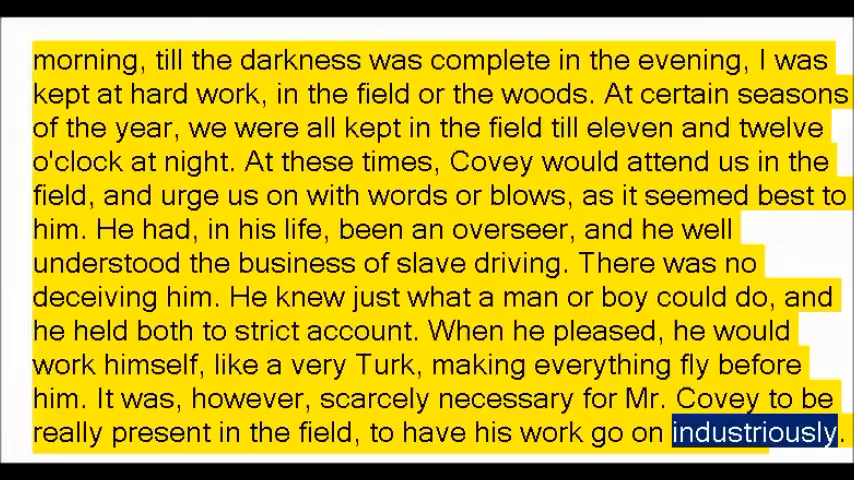 morning, till the darkness was complete in the evening, I was
kept at hard work, in the field or the woods. At certain seasons
of the year, we were all kept in the field till eleven and twelve
o'clock at night. At these times, Covey would attend us in the
field, and urge us on with words or blows, as it seemed best to
him. He had, in his life, been an overseer, and he well
understood the business of slave driving. There was no
deceiving him. He knew just what a man or boy could do, and
he held both to strict account. When he pleased, he would
work himself, like a very Turk, making everything fly before
him. It was, however, scarcely necessary for Mr. Covey to be
really present in the field, to have his work go on industriously.